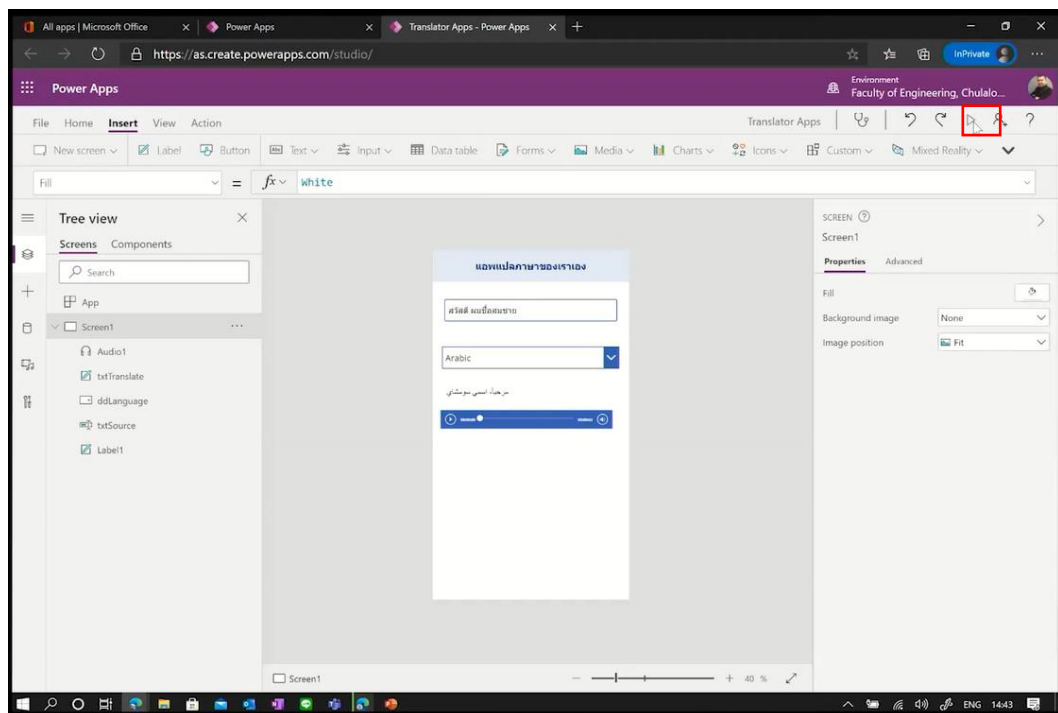 All apps | Microsoft Office
Power Apps
Translator Apps - Power Apps
https://as.create.powerapps.com/studio/
InPrivate
Power Apps
Environment
Faculty of Engineering, Chulalo...
File Home Insert View Action
Translator Apps
New screen Label Button Text Input Data table Forms Media Charts Icons Custom Mixed Reality
Fill = fx White
Tree view
Screens Components
Search
App
Screen1
Audio1
txtTranslate
ddLanguage
txtSource
Label1
แอพแปลภาษาของเราเอง
สวัสดี ผมชื่อสมชาย
Arabic
مرحبا، اسمي سومشاي
SCREEN
Screen1
Properties Advanced
Fill
Background image None
Image position Fit
Screen1
40 %
ENG 14:43